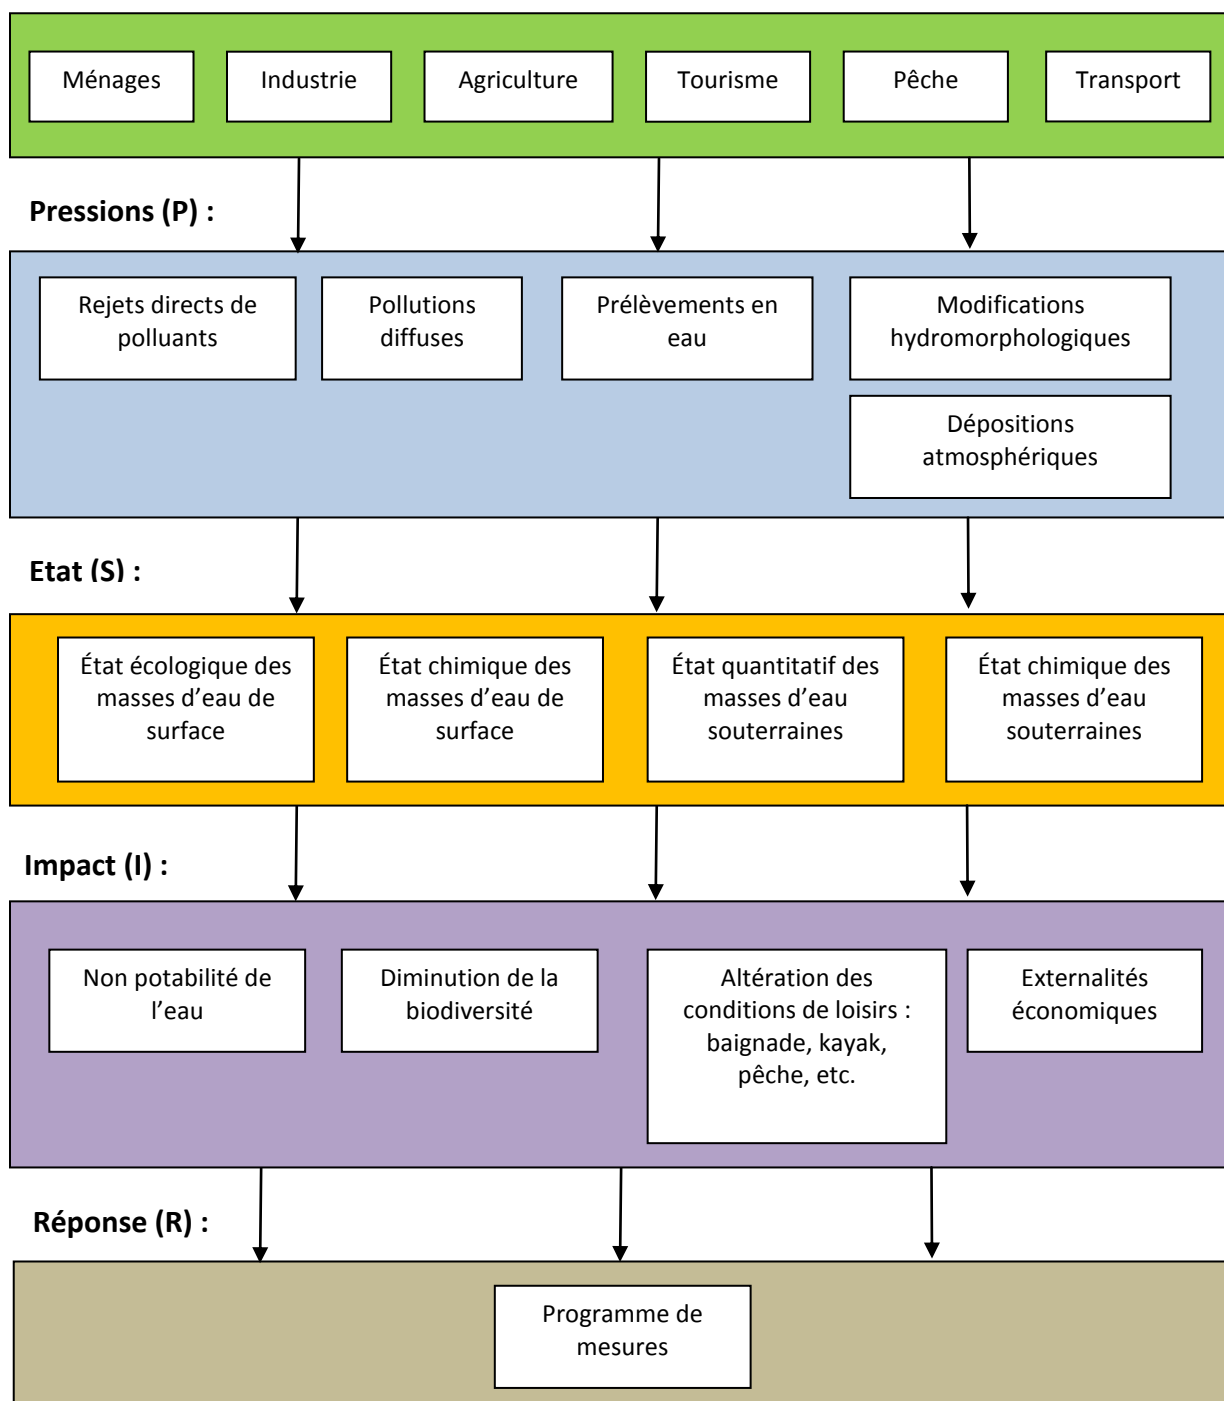 Ménages
Industrie
Agriculture
Tourisme
Pêche
Transport
Pressions (P) :
Rejets directs de
polluants
Pollutions
diffuses
Prélèvements en
eau
Modifications
hydromorphologiques
Dépositions
atmosphériques
Etat (S) :
État écologique des
masses d’eau de
surface
État chimique des
masses d’eau de
surface
État quantitatif des
masses d’eau
souterraines
État chimique des
masses d’eau
souterraines
Impact (I) :
Non potabilité de
l’eau
Diminution de la
biodiversité
Altération des
conditions de loisirs :
baignade, kayak,
pêche, etc.
Externalités
économiques
Réponse (R) :
Programme de
mesures